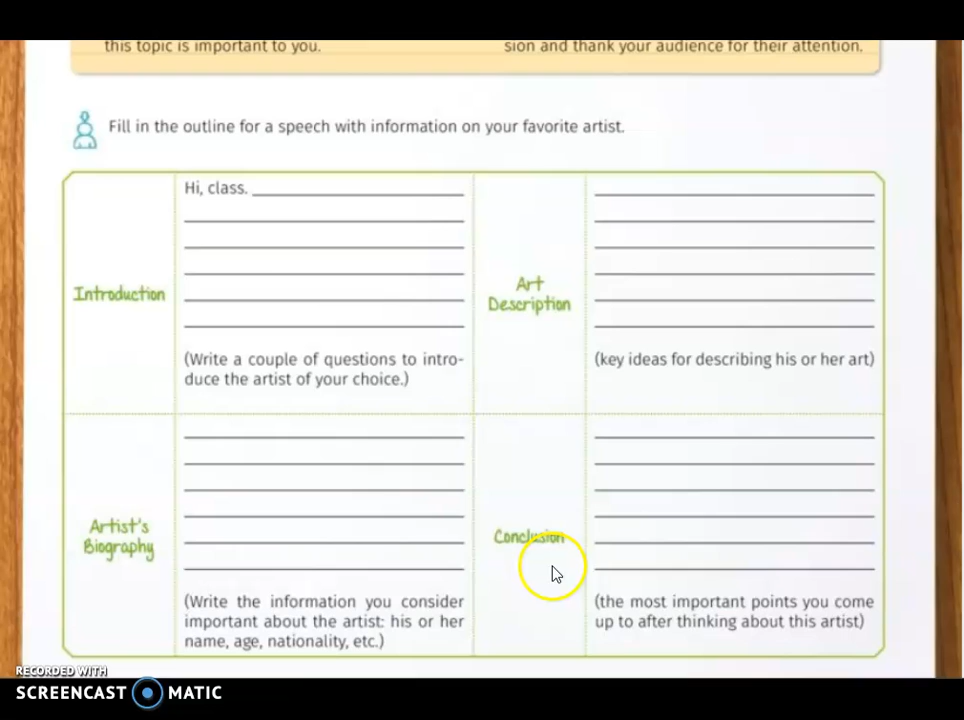 this topic is important to you.
sion and thank your audience for their attention.
Fill in the outline for a speech with information on your favorite artist.
Introduction
Hi, class.
(Write a couple of questions to intro-
duce the artist of your choice.)
Art
Description
(key ideas for describing his or her art)
Artist's
Biography
(Write the information you consider
important about the artist: his or her
name, age, nationality, etc.)
Conclusion
(the most important points you come
up to after thinking about this artist)
RECORDED WITH
SCREENCAST MATIC